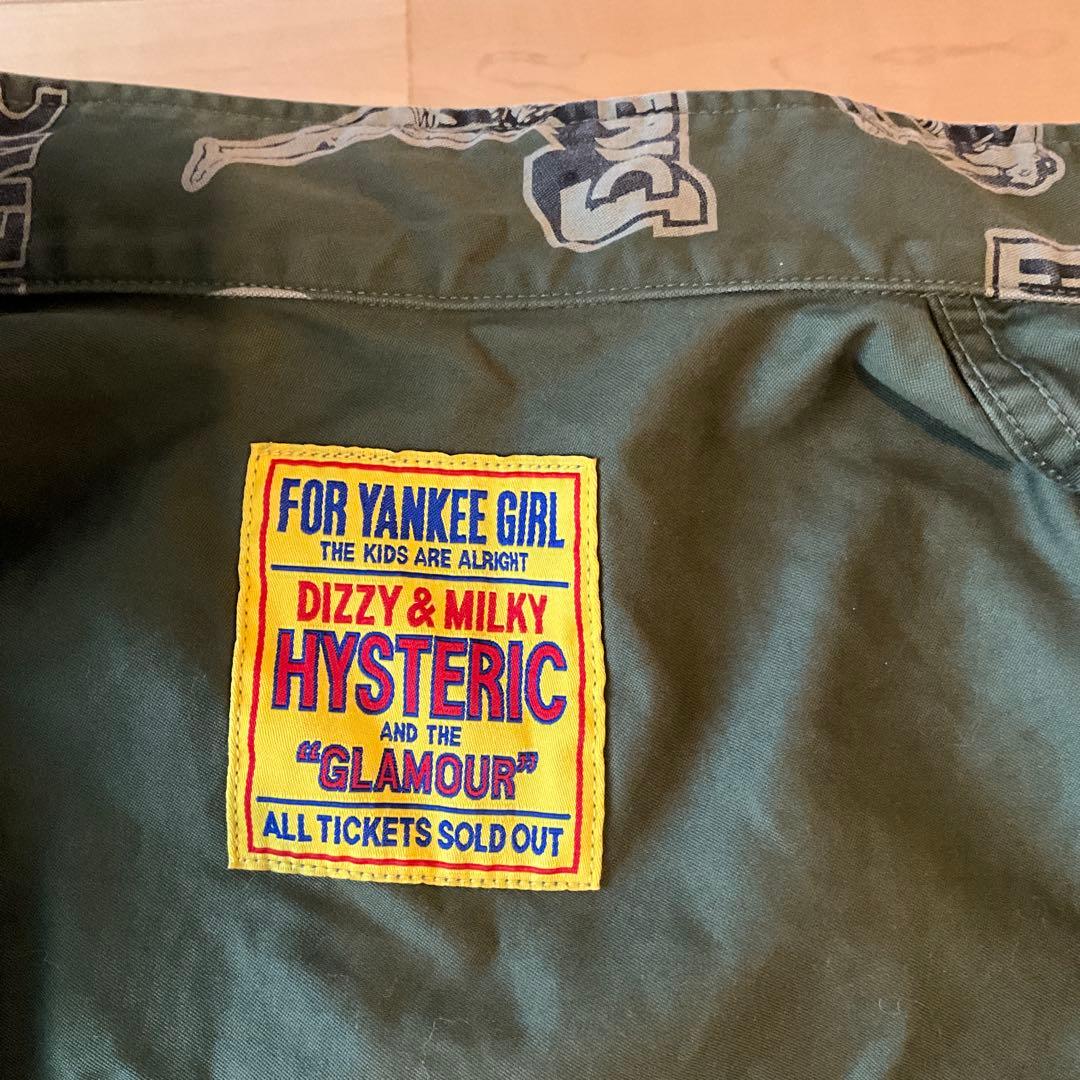 FOR YANKEE GIRL
THE KIDS ARE ALRIGHT
DIZZY & MILKY
HYSTERIC
AND THE
"GLAMOUR"
ALL TICKETS SOLD OUT